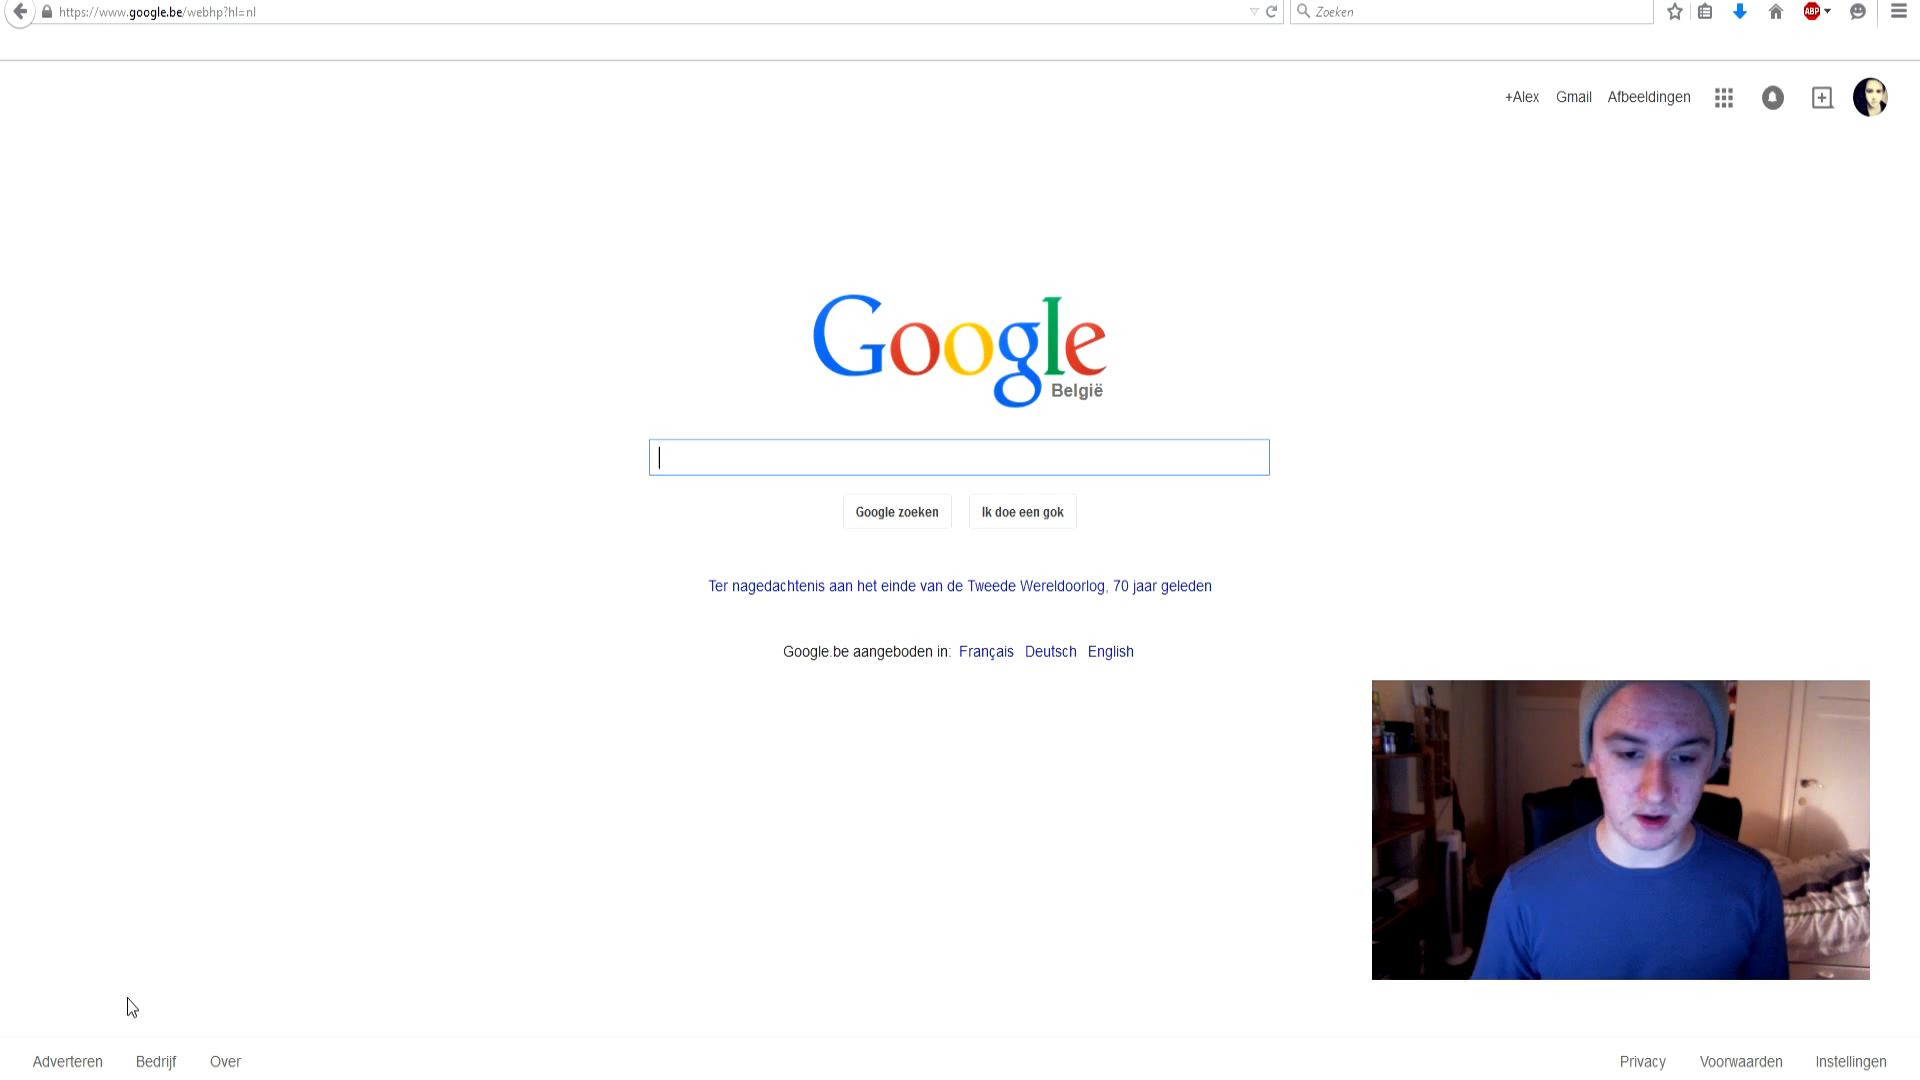 https://www.google.be/webhp?hl=nl
Zoeken
ABP
+Alex Gmail Afbeeldingen
Google
België
Google zoeken Ik doe een gok
Ter nagedachtenis aan het einde van de Tweede Wereldoorlog, 70 jaar geleden
Google.be aangeboden in: Français Deutsch English
Adverteren Bedrijf Over Privacy Voorwaarden Instellingen